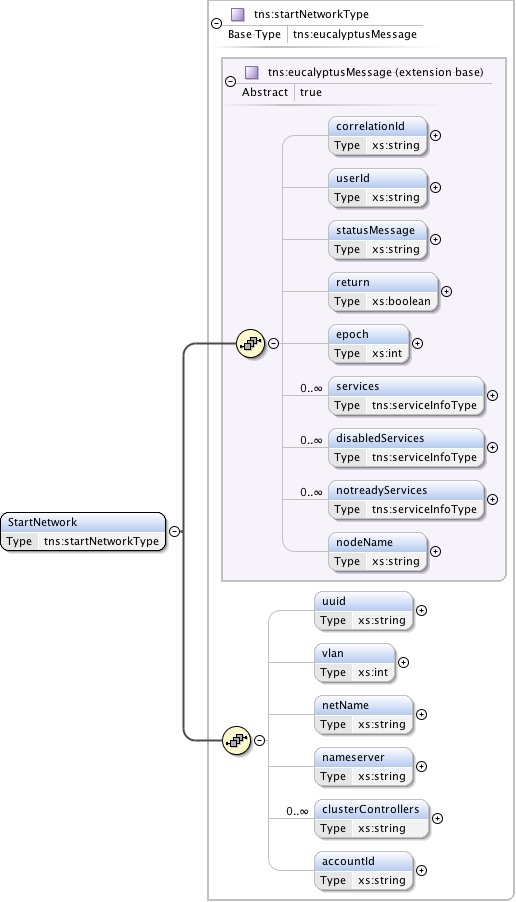 tns:startNetworkType
Base Type tns:eucalyptusMessage
tns:eucalyptusMessage (extension base)
Abstract true
correlationId
Type xs:string
userId
Type xs:string
statusMessage
Type xs:string
return
Type xs:boolean
epoch
Type xs:int
0..∞ services
Type tns:serviceInfoType
0..∞ disabledServices
Type tns:serviceInfoType
0..∞ notreadyServices
Type tns:serviceInfoType
nodeName
Type xs:string
StartNetwork
Type tns:startNetworkType
uuid
Type xs:string
vlan
Type xs:int
netName
Type xs:string
nameserver
Type xs:string
0..∞ clusterControllers
Type xs:string
accountId
Type xs:string